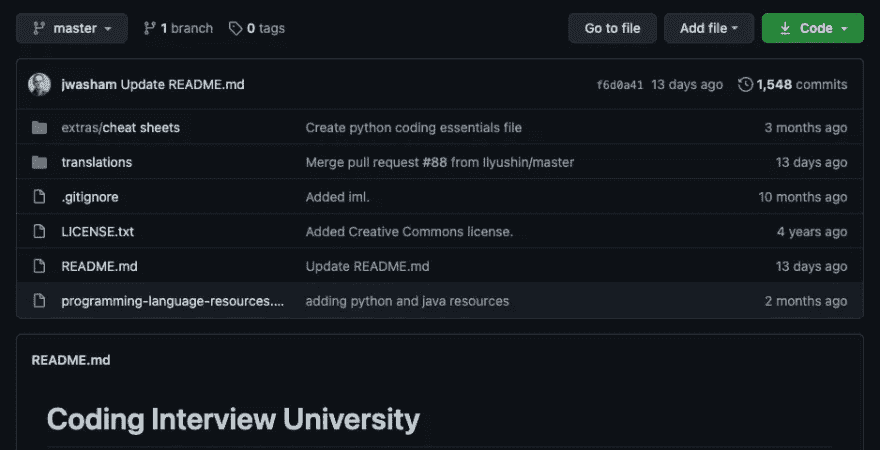 master 1 branch 0 tags Go to file Add file Code
jwasham Update README.md f6d0a41 13 days ago 1,548 commits
extras/cheat sheets Create python coding essentials file 3 months ago
translations Merge pull request #88 from Ilyushin/master 13 days ago
.gitignore Added iml. 10 months ago
LICENSE.txt Added Creative Commons license. 4 years ago
README.md Update README.md 13 days ago
programming-language-resources.... adding python and java resources 2 months ago
README.md
Coding Interview University